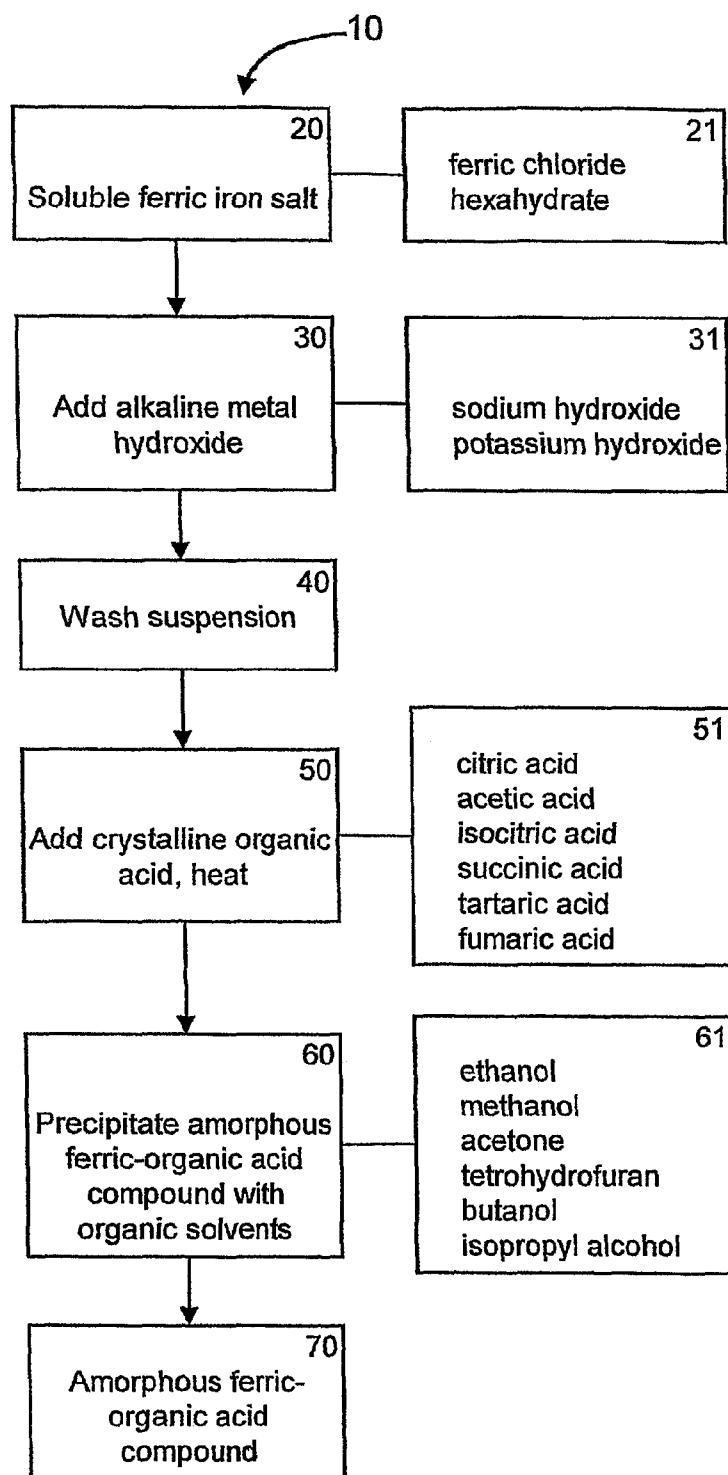 10
20
Soluble ferric iron salt
21
ferric chloride
hexahydrate
30
Add alkaline metal
hydroxide
31
sodium hydroxide
potassium hydroxide
40
Wash suspension
50
Add crystalline organic
acid, heat
51
citric acid
acetic acid
isocitric acid
succinic acid
tartaric acid
fumaric acid
60
Precipitate amorphous
ferric-organic acid
compound with
organic solvents
61
ethanol
methanol
acetone
tetrohydrofuran
butanol
isopropyl alcohol
70
Amorphous ferric-
organic acid
compound